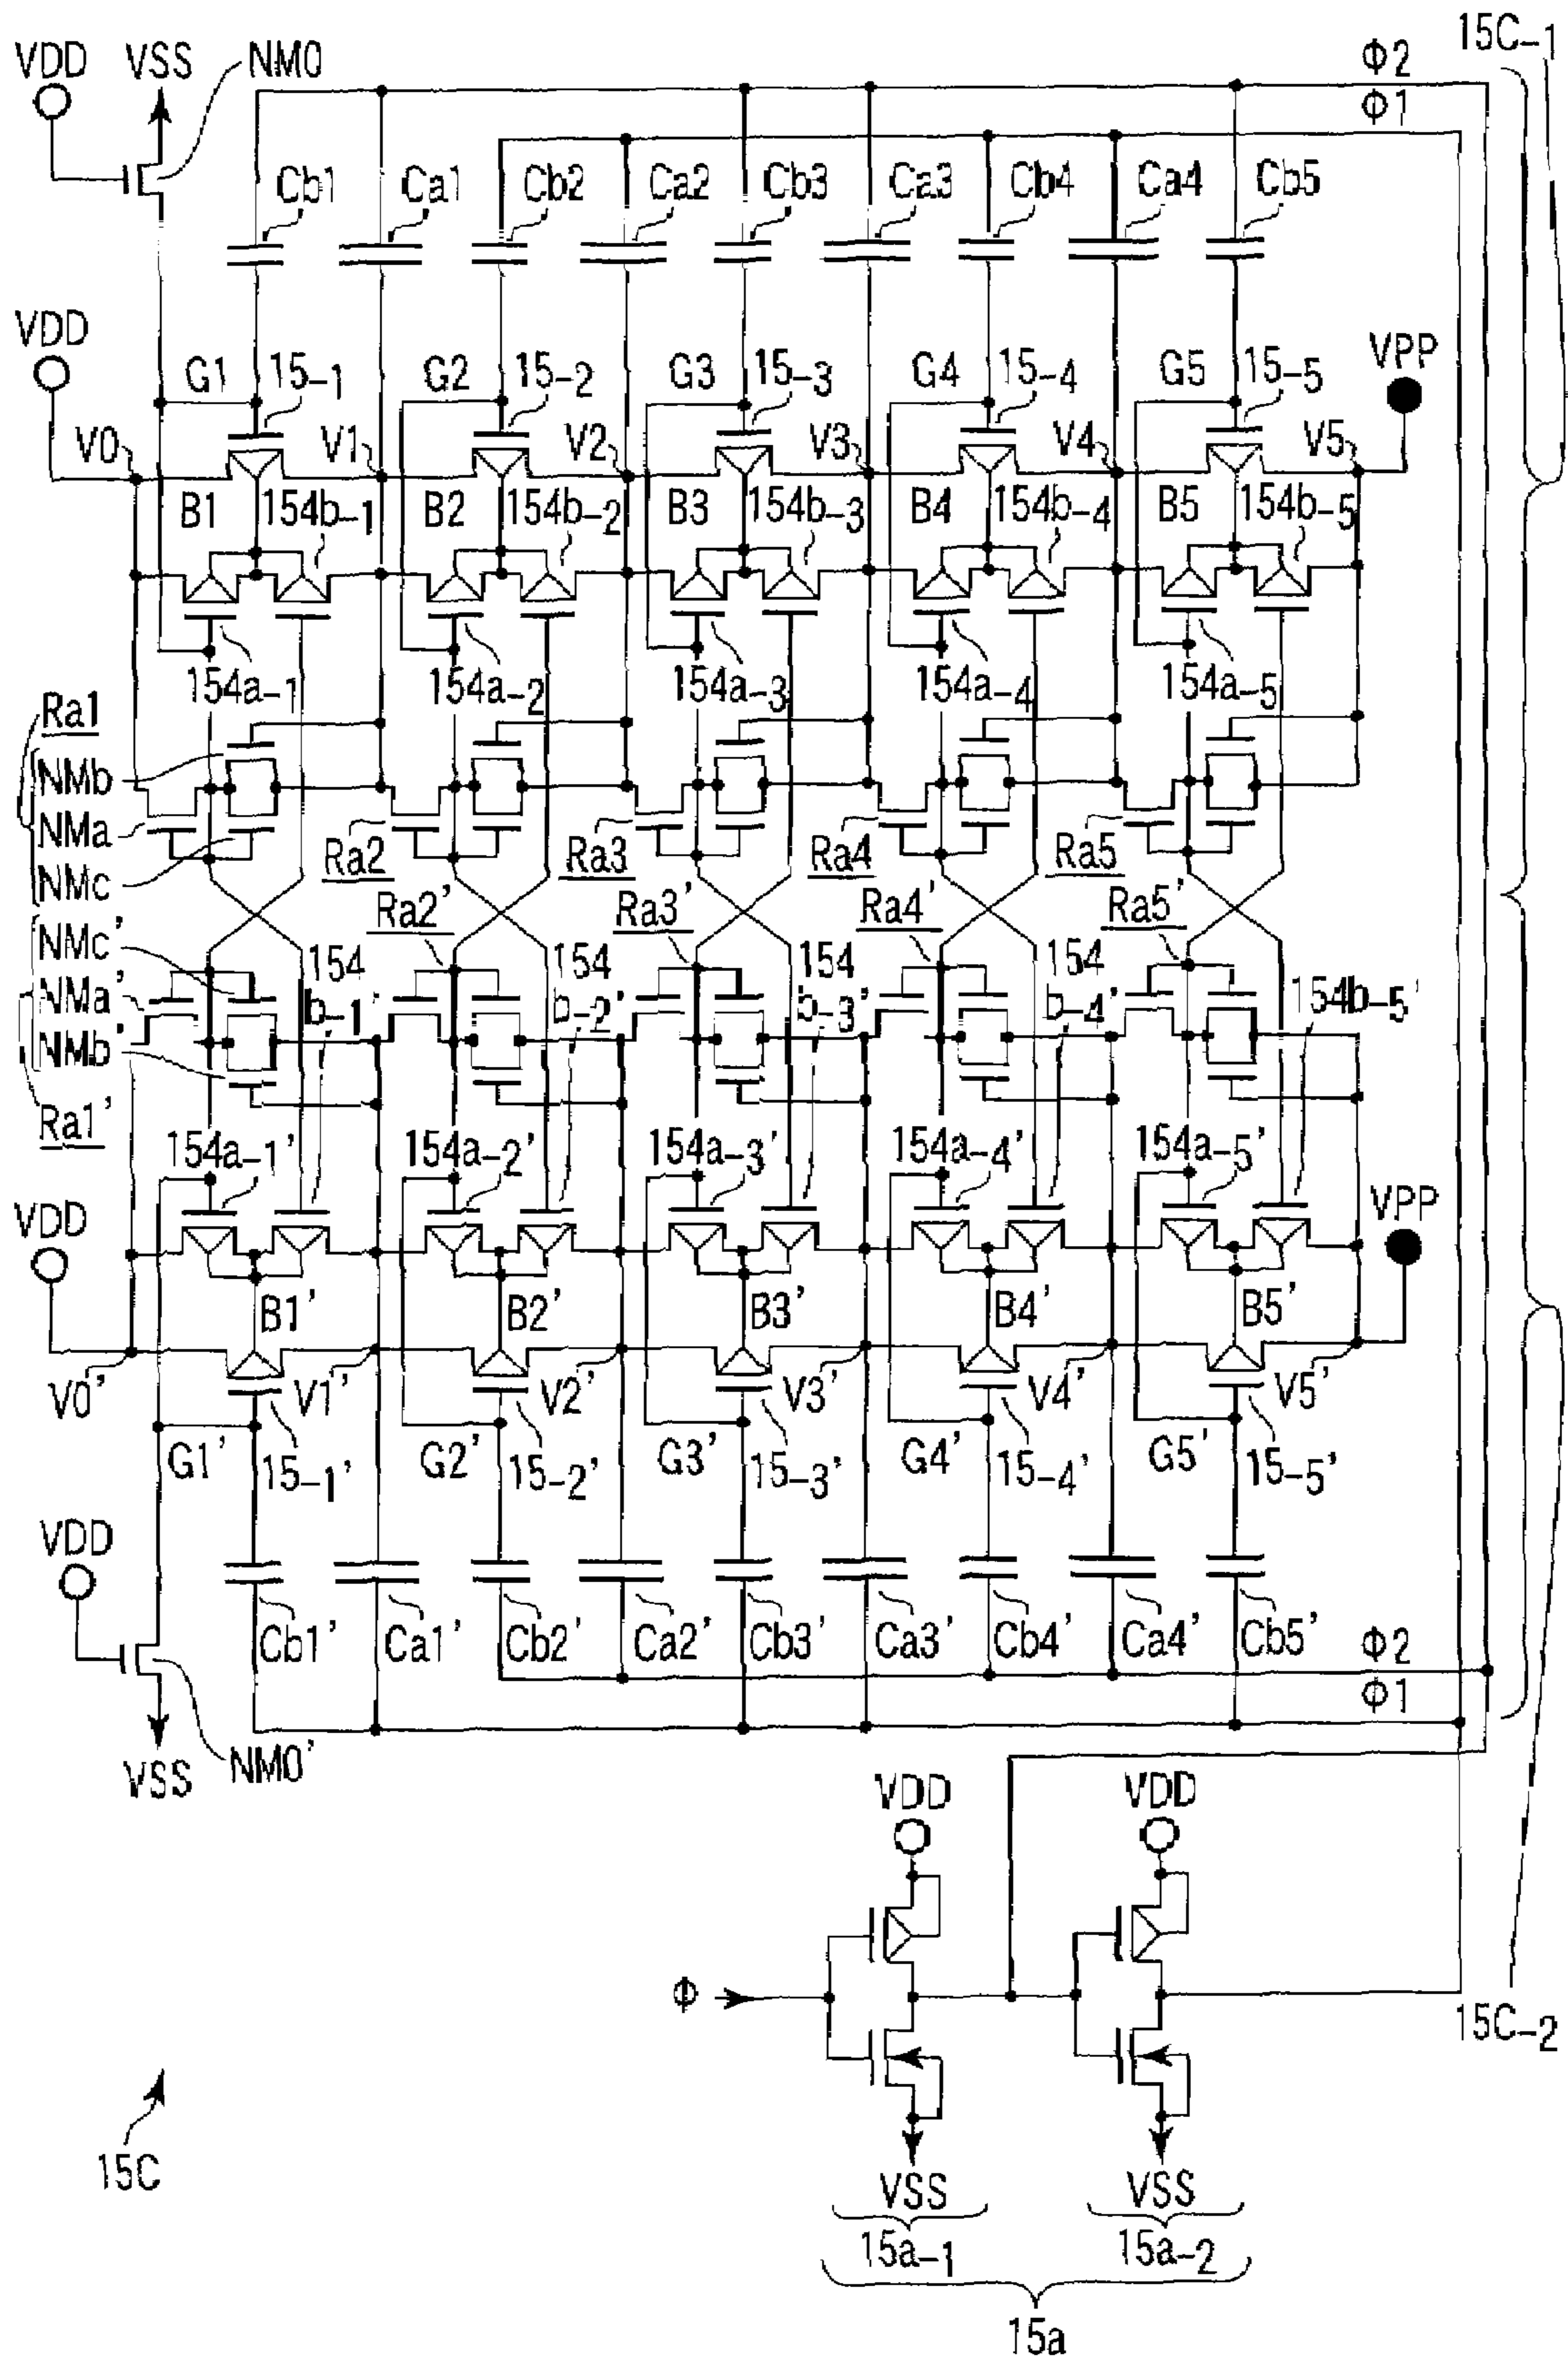 VDD VSS NM0 Φ2 15C-1
Φ1
Cb1 Ca1 Cb2 Ca2 Cb3 Ca3 Cb4 Ca4 Cb5
VDD G1 15-1 G2 15-2 G3 15-3 G4 15-4 G5 15-5 VPP
V0 V1 V2 V3 V4 V5
B1 154b-1 B2 154b-2 B3 154b-3 B4 154b-4 B5 154b-5
154a-1 154a-2 154a-3 154a-4 154a-5
Ra1
NMb
NMa
NMc
Ra2 Ra3 Ra4 Ra5
Ra2' Ra3' Ra4' Ra5'
NMc'
NMa'
NMb'
Ra1'
154 154 154 154 154b-5'
b-1' b-2' b-3' b-4'
154a-1' 154a-2' 154a-3' 154a-4' 154a-5'
VDD VPP
B1' B2' B3' B4' B5'
V0' V1' V2' V3' V4' V5'
G1' 15-1' G2' 15-2' G3' 15-3' G4' 15-4' G5' 15-5'
VDD
Cb1' Ca1' Cb2' Ca2' Cb3' Ca3' Cb4' Ca4' Cb5' Φ2
Φ1
VSS NM0'
VDD VDD
Φ
15C-2
15C
VSS VSS
15a-1 15a-2
15a